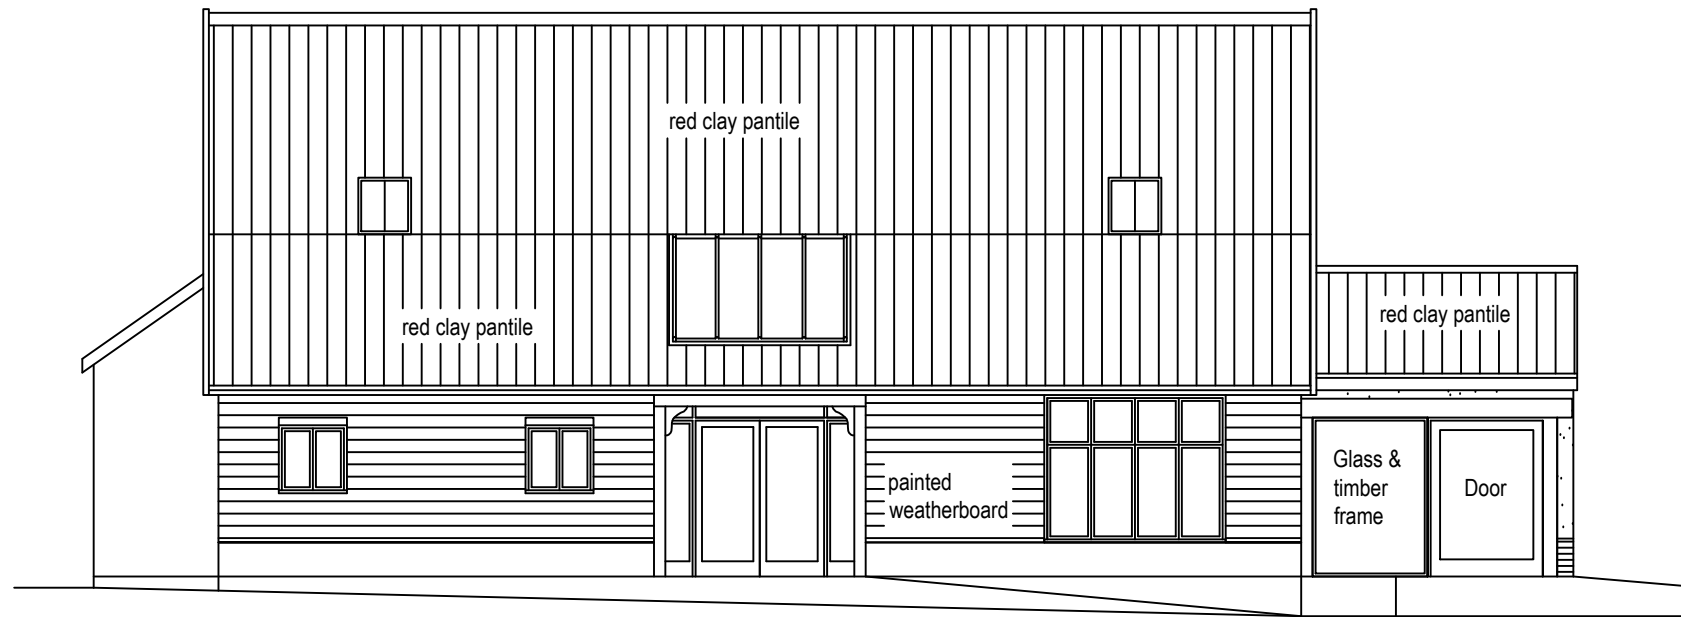 red clay pantile
red clay pantile
red clay pantile
painted
weatherboard
Glass &
timber
frame
Door